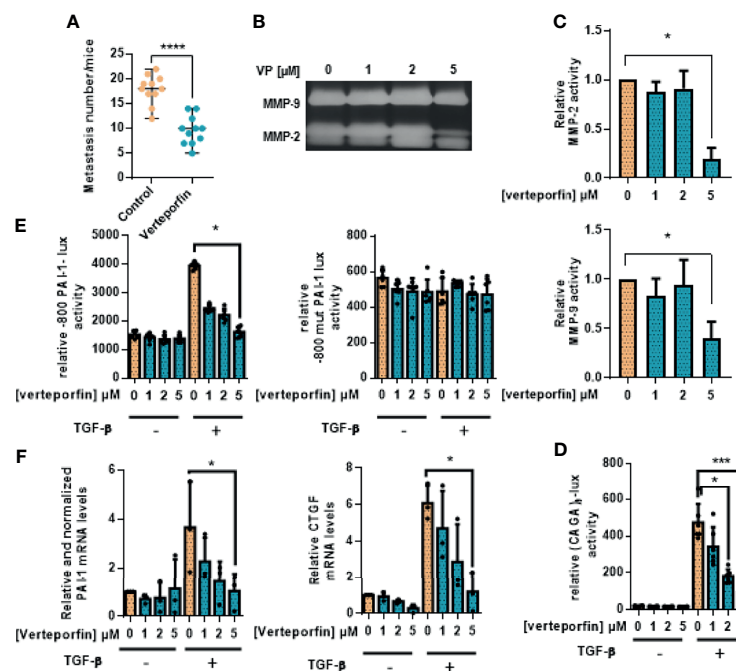 A
****
Metastasis number/mice
25
20
15
10
5
0
Control
Verteporfin
B
VP [µM]
0 1 2 5
MMP-9
MMP-2
C
Relative
MMP-2 activity
1.5
1.0
0.5
0.0
*
[verteporfin] µM
0 1 2 5
Relative
MMP-9 activity
1.5
1.0
0.5
0.0
*
[verteporfin] µM
0 1 2 5
E
relative -800 PAI-1- lux
activity
5000
4000
3000
2000
1000
0
*
[verteporfin] µM
0 1 2 5 0 1 2 5
TGF-β
- +
relative
-800 mut PAI-1 lux
activity
800
600
400
200
0
[verteporfin] µM
0 1 2 5 0 1 2 5
TGF-β
- +
F
Relative and normalized
PAI-1 mRNA levels
6
4
2
0
*
[Verteporfin] µM
0 1 2 5 0 1 2 5
TGF-β
- +
Relative CTGF
mRNA levels
8
6
4
2
0
*
[Verteporfin] µM
0 1 2 5 0 1 2 5
TGF-β
- +
D
relative (CAGA)9-lux
activity
800
600
400
200
0
***
*
[verteporfin] µM
0 1 2 5 0 1 2
TGF-β
- +